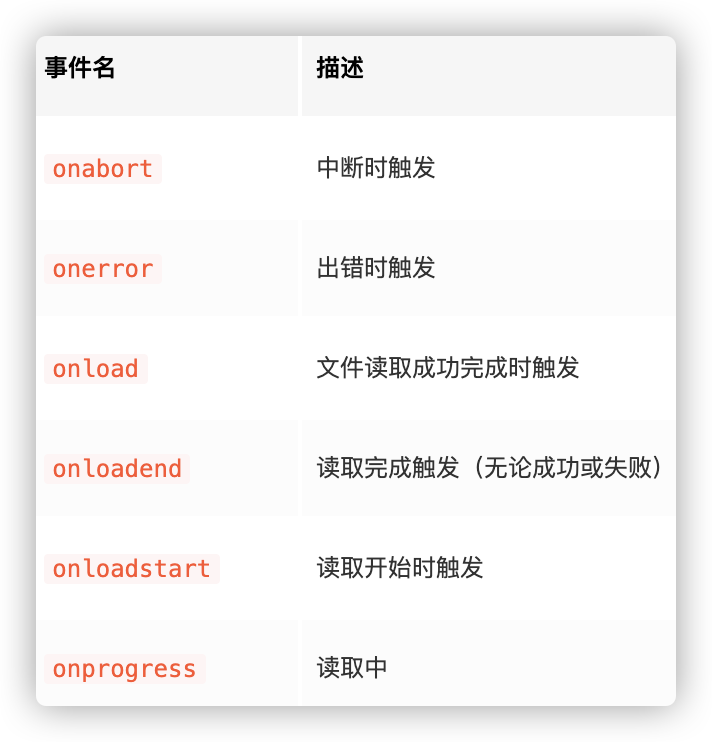 事件名 描述
onabort 中断时触发
onerror 出错时触发
onload 文件读取成功完成时触发
onloadend 读取完成触发（无论成功或失败）
onloadstart 读取开始时触发
onprogress 读取中